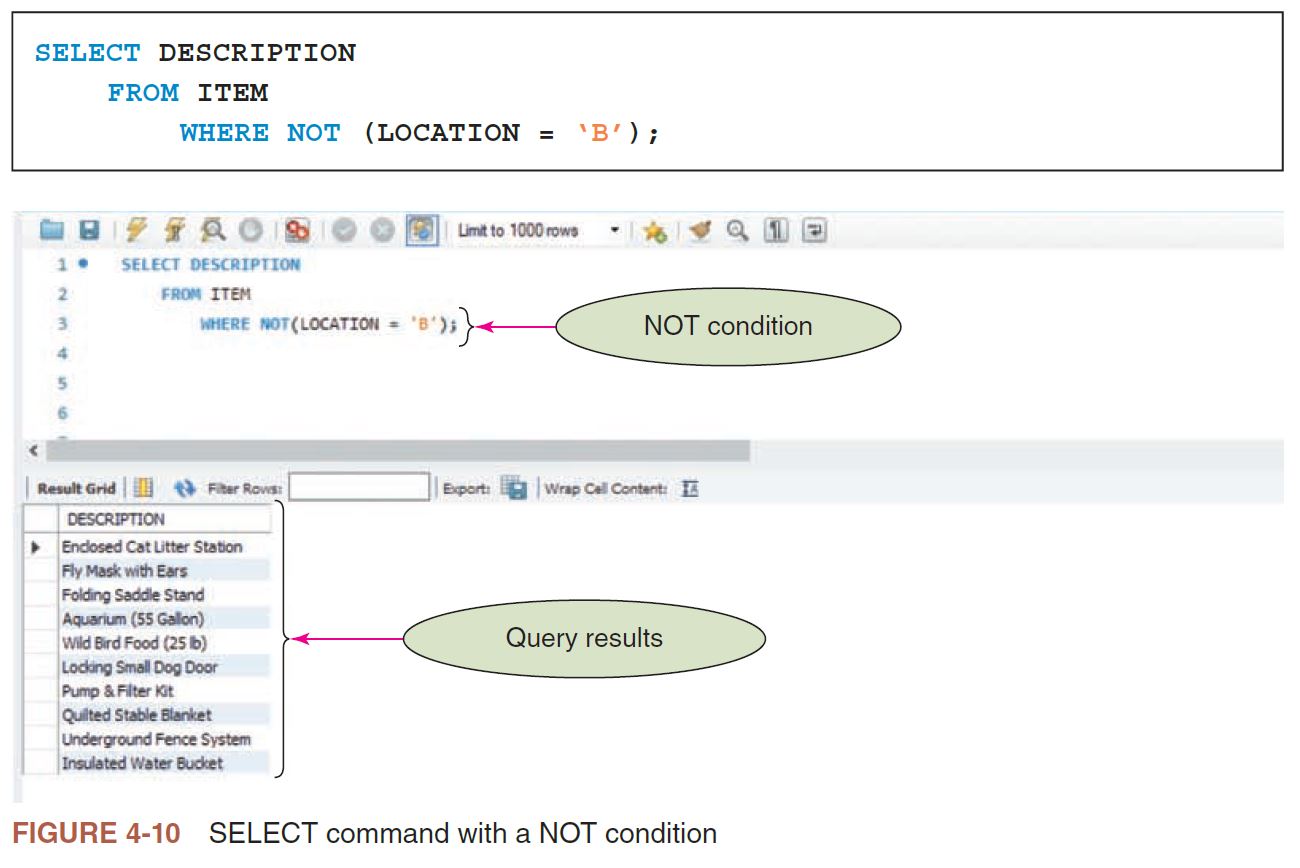 SELECT DESCRIPTION
FROM ITEM
WHERE NOT (LOCATION = ‘B’);
Limit to 1000 rows
1 SELECT DESCRIPTION
2 FROM ITEM
3 WHERE NOT(LOCATION = 'B');
NOT condition
4
5
6
Result Grid Filter Rows: Export: Wrap Cell Content:
DESCRIPTION
Enclosed Cat Litter Station
Fly Mask with Ears
Folding Saddle Stand
Aquarium (55 Gallon)
Query results
Wild Bird Food (25 lb)
Locking Small Dog Door
Pump & Filter Kit
Quilted Stable Blanket
Underground Fence System
Insulated Water Bucket
FIGURE 4-10 SELECT command with a NOT condition